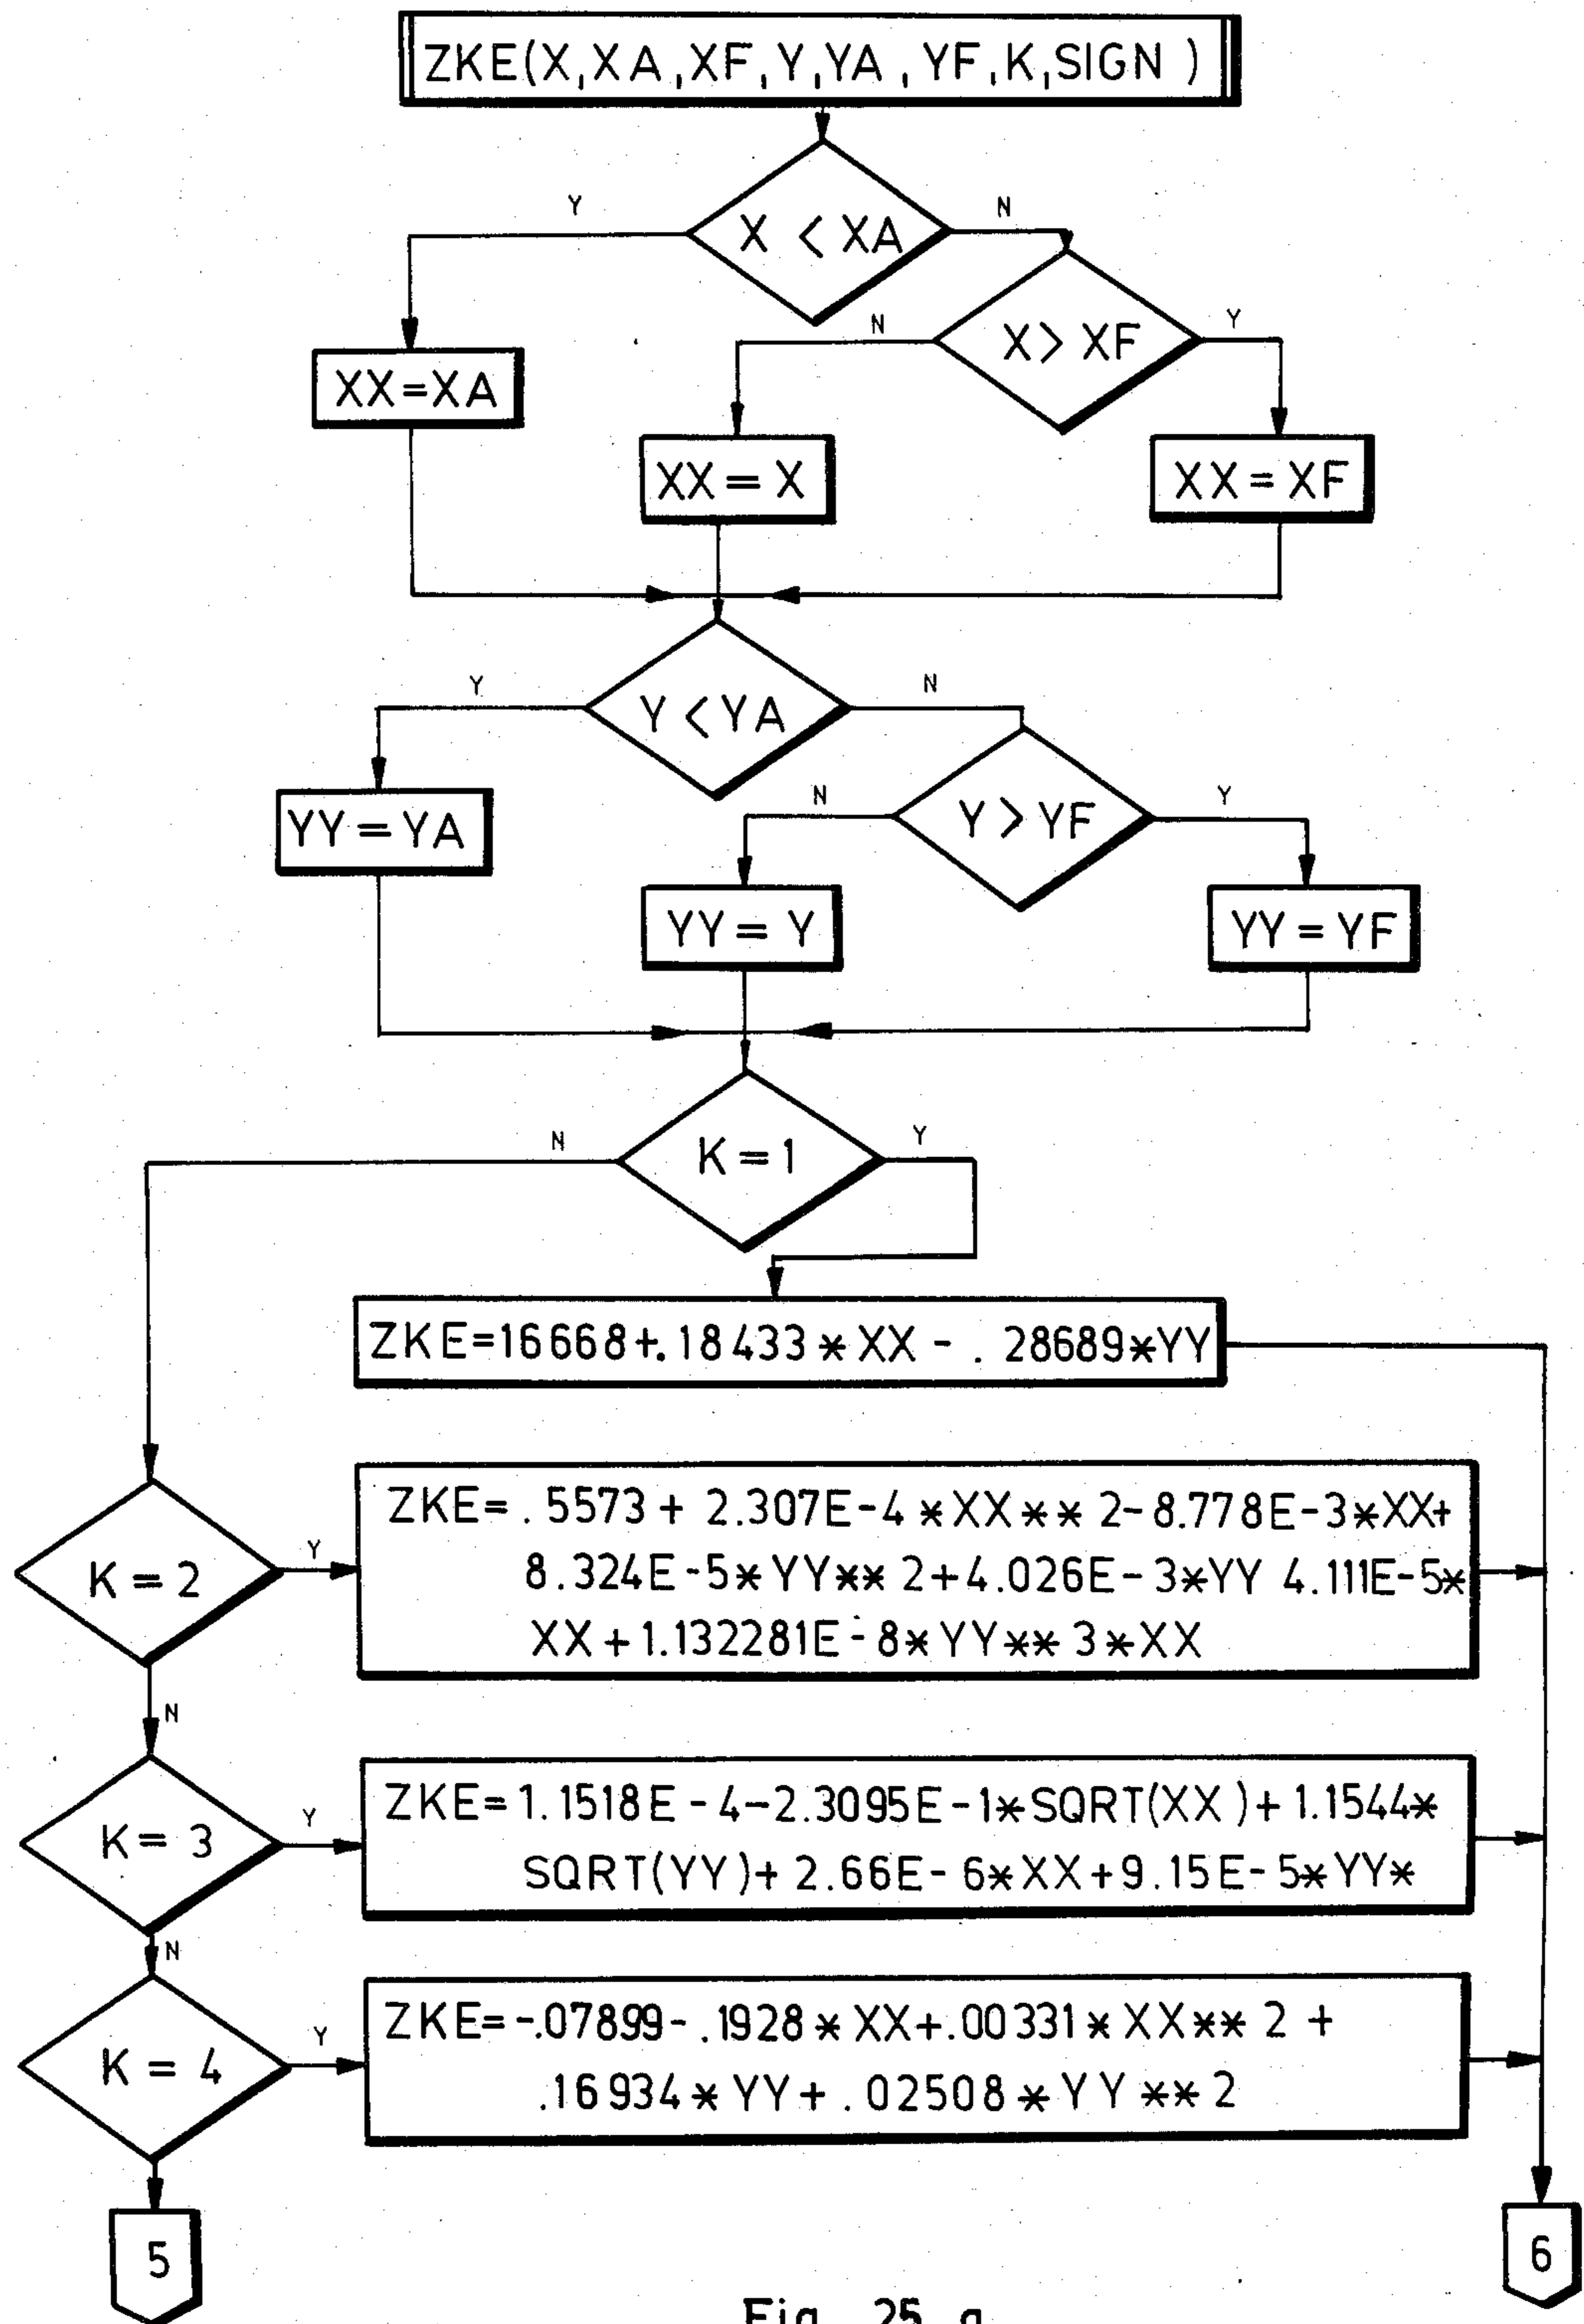 ZKE(X,XA,XF,Y,YA,YF,K,SIGN )
Y
X < XA
N
N
X> XF
Y
XX=XA
XX = X
XX = XF
Y
Y < YA
N
N
Y > YF
Y
YY = YA
YY = Y
YY = YF
N
K = 1
Y
ZKE=16668+.18433*XX - .28689*YY
K = 2
Y
ZKE= .5573 + 2.307E-4 *XX** 2-8.778E-3*XX+
8.324E-5*YY** 2+4.026E-3*YY 4.111E-5*
XX+1.132281E-8*YY** 3*XX
N
K = 3
Y
ZKE=1.1518E-4-2.3095E-1*SQRT(XX)+1.1544*
SQRT(YY)+2.66E-6*XX+9.15E-5*YY*
N
K = 4
Y
ZKE=-.07899-.1928*XX+.00331*XX** 2 +
.16934*YY+.02508*YY**2
5
6
Fig. 25 a